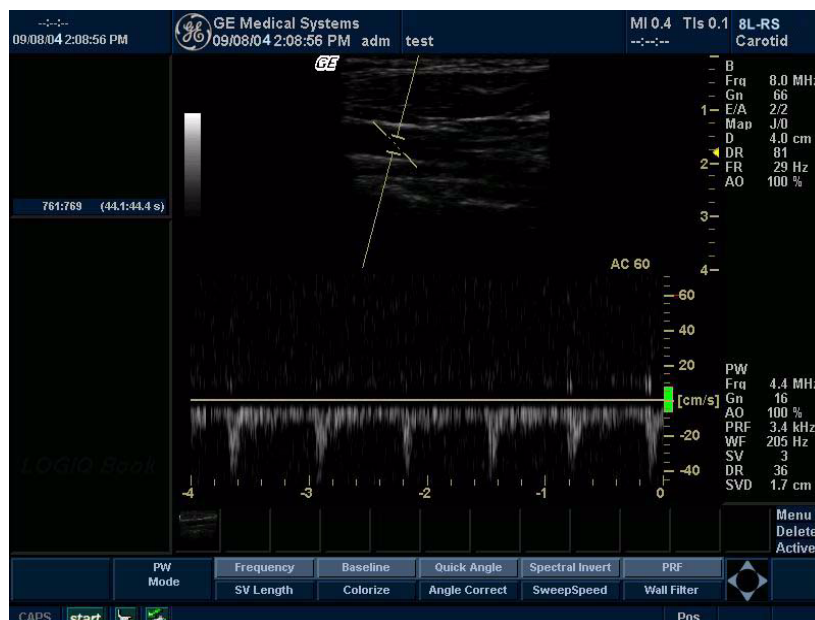 --:--:--
09/08/04 2:08:56 PM
GE Medical Systems
09/08/04 2:08:56 PM adm test
MI 0.4 TIs 0.1
--:--:--
8L-RS
Carotid
GE
B
Frq 8.0 MHz
Gn 66
E/A 2/2
Map J/0
D 4.0 cm
DR 81
FR 29 Hz
AO 100 %
1
2
3
4
761:769 (44.1:44.4 s)
AC 60
60
40
20
[cm/s]
-20
-40
-4 -3 -2 -1 0
PW
Frq 4.4 MHz
Gn 16
AO 100 %
PRF 3.4 kHz
WF 205 Hz
SV 3
DR 36
SVD 1.7 cm
LOGIQ Book
Menu
Delete
Active
PW
Mode
Frequency Baseline Quick Angle Spectral Invert PRF
SV Length Colorize Angle Correct SweepSpeed Wall Filter
CAPS start Pos